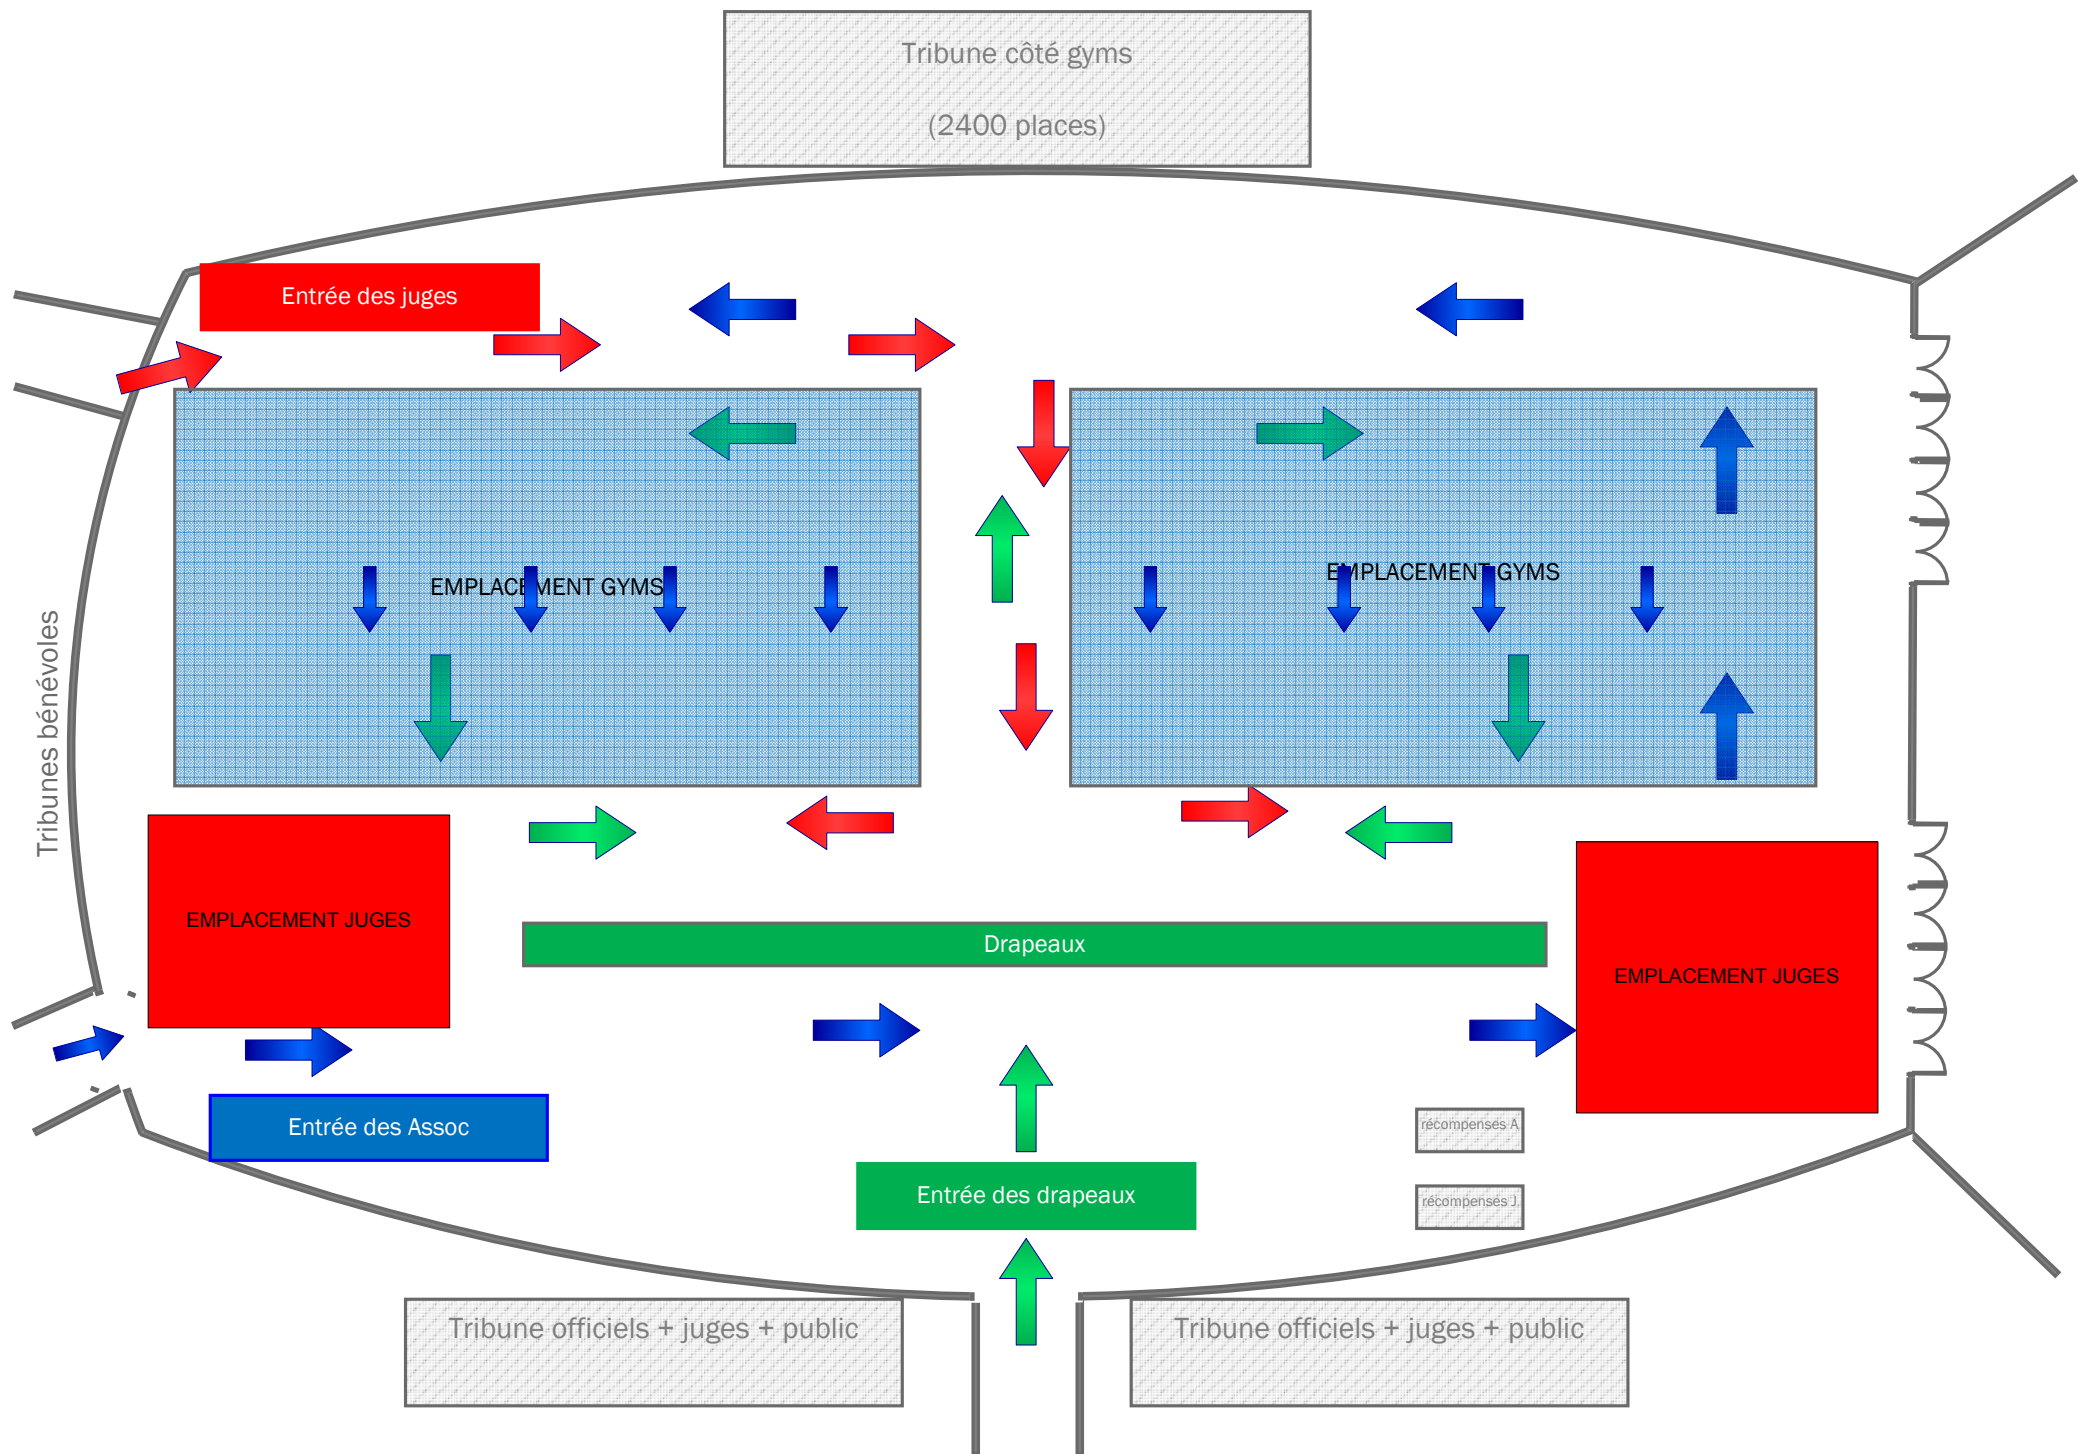 Tribune côté gyms
(2400 places)
Entrée des juges
EMPLACEMENT GYMS
EMPLACEMENT GYMS
Tribunes bénévoles
EMPLACEMENT JUGES
Drapeaux
EMPLACEMENT JUGES
Entrée des Assoc
récompenses A
Entrée des drapeaux
récompenses J
Tribune officiels + juges + public
Tribune officiels + juges + public